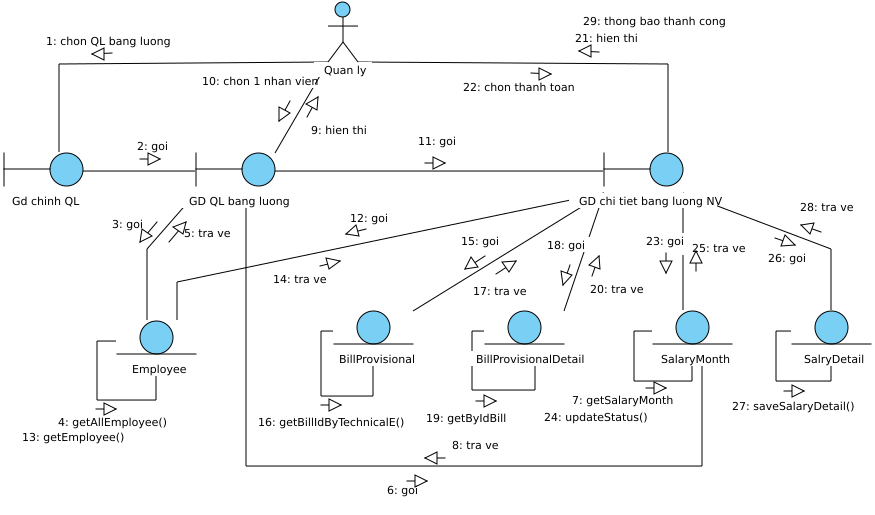 29: thong bao thanh cong
1: chon QL bang luong
21: hien thi
Quan ly
10: chon 1 nhan vien
22: chon thanh toan
9: hien thi
11: goi
2: goi
Gd chinh QL
GD QL bang luong
GD chi tiet bang luong NV
28: tra ve
12: goi
3: goi
5: tra ve
15: goi
18: goi
23: goi
25: tra ve
26: goi
14: tra ve
17: tra ve
20: tra ve
BillProvisional
BillProvisionalDetail
SalaryMonth
SalryDetail
Employee
7: getSalaryMonth
27: saveSalaryDetail()
4: getAllEmployee()
16: getBillIdByTechnicalE()
19: getByIdBill
24: updateStatus()
13: getEmployee()
8: tra ve
6: goi